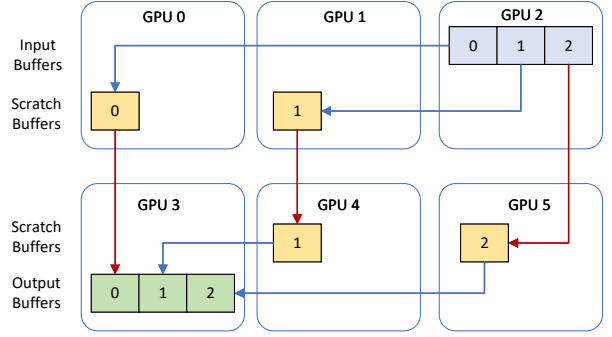 GPU 0
GPU 1
GPU 2
Input
Buffers
0 1 2
Scratch
Buffers
0
1
GPU 3
GPU 4
GPU 5
Scratch
Buffers
1
2
Output
Buffers
0 1 2